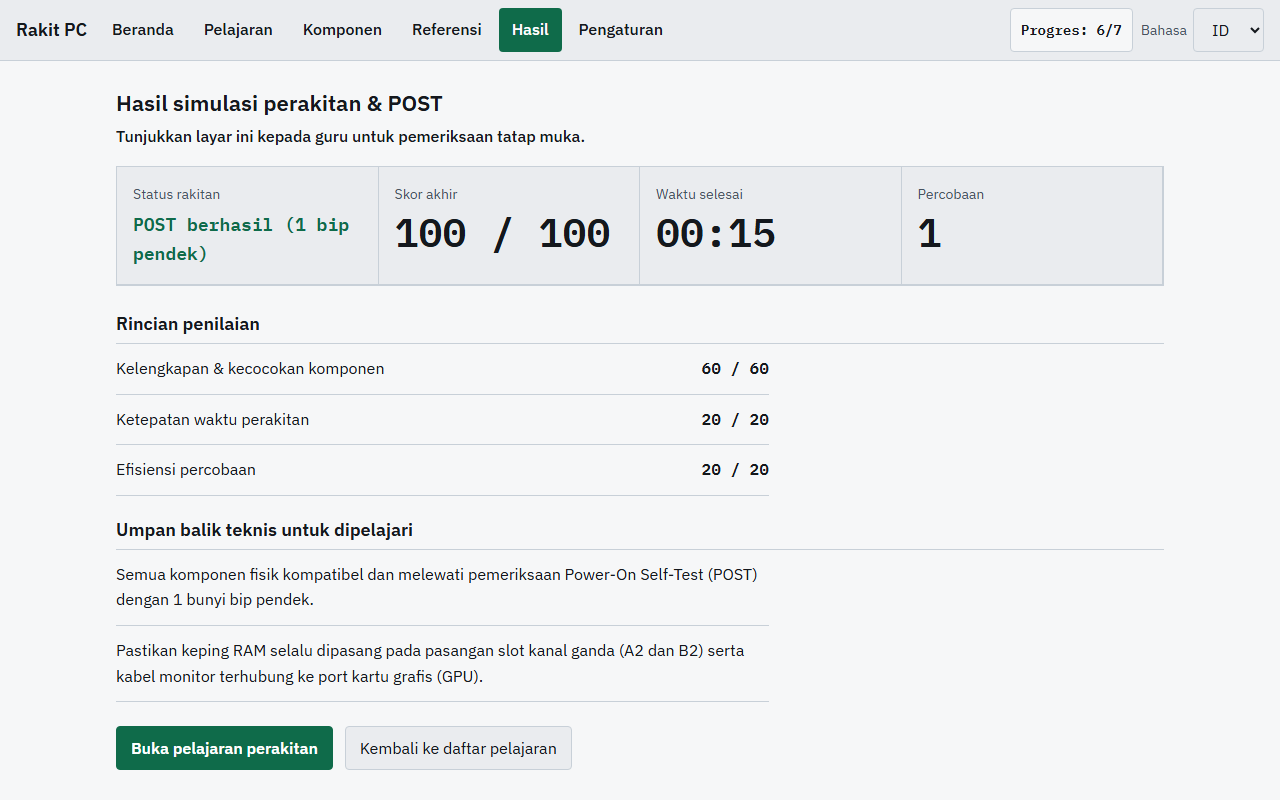 Rakit PC
Beranda
Pelajaran
Komponen
Referensi
Hasil
Pengaturan
Progres: 6/7
Bahasa
ID
Hasil simulasi perakitan & POST
Tunjukkan layar ini kepada guru untuk pemeriksaan tatap muka.
Status rakitan
POST berhasil (1 bip
pendek)
Skor akhir
100 / 100
Waktu selesai
00:15
Percobaan
1
Rincian penilaian
Kelengkapan & kecocokan komponen
60 / 60
Ketepatan waktu perakitan
20 / 20
Efisiensi percobaan
20 / 20
Umpan balik teknis untuk dipelajari
Semua komponen fisik kompatibel dan melewati pemeriksaan Power-On Self-Test (POST)
dengan 1 bunyi bip pendek.
Pastikan keping RAM selalu dipasang pada pasangan slot kanal ganda (A2 dan B2) serta
kabel monitor terhubung ke port kartu grafis (GPU).
Buka pelajaran perakitan
Kembali ke daftar pelajaran